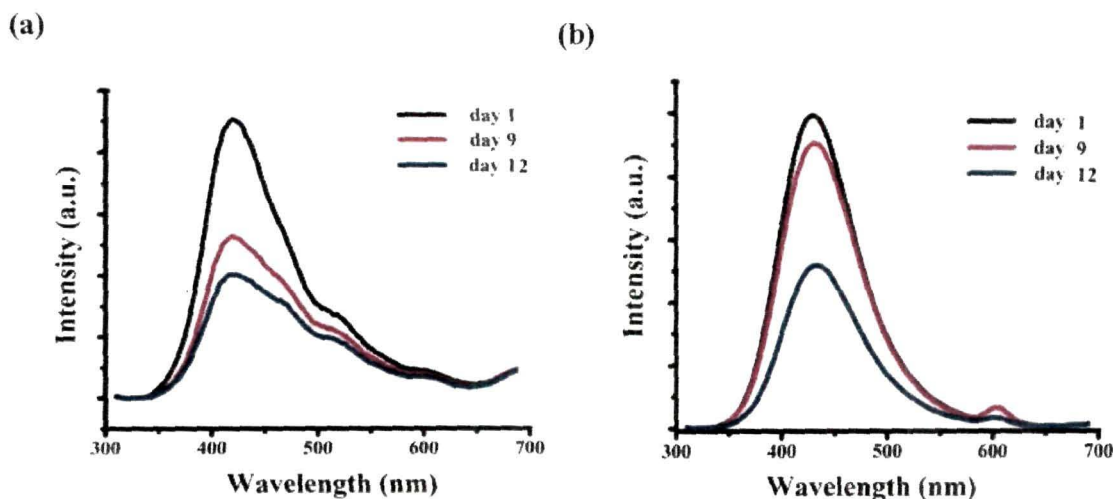 (a)
(b)
day 1
day 9
day 12
day 1
day 9
day 12
Intensity (a.u.)
Intensity (a.u.)
300 400 500 600 700
300 400 500 600 700
Wavelength (nm)
Wavelength (nm)